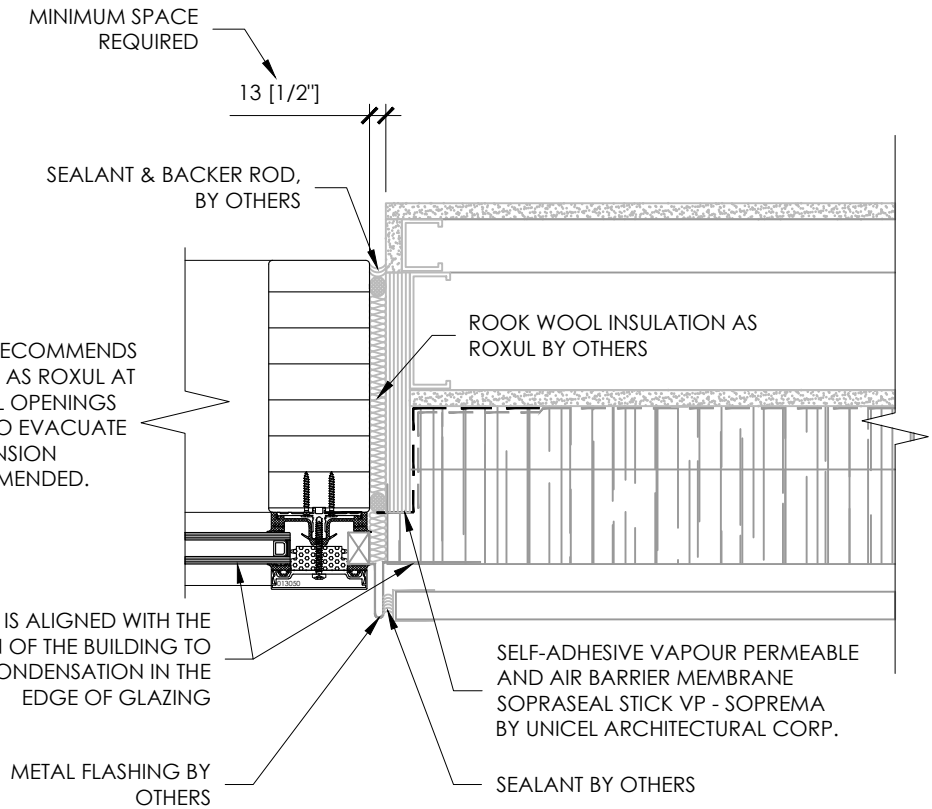 MINIMUM SPACE
REQUIRED
13 [1/2"]
SEALANT & BACKER ROD,
BY OTHERS
ROOK WOOL INSULATION AS
ROXUL BY OTHERS
ECOMMENDS
AS ROXUL AT
L OPENINGS
O EVACUATE
NSION
MENDED.
013050
IS ALIGNED WITH THE
OF THE BUILDING TO
ONDENSATION IN THE
EDGE OF GLAZING
SELF-ADHESIVE VAPOUR PERMEABLE
AND AIR BARRIER MEMBRANE
SOPRASEAL STICK VP - SOPREMA
BY UNICEL ARCHITECTURAL CORP.
METAL FLASHING BY
OTHERS
SEALANT BY OTHERS